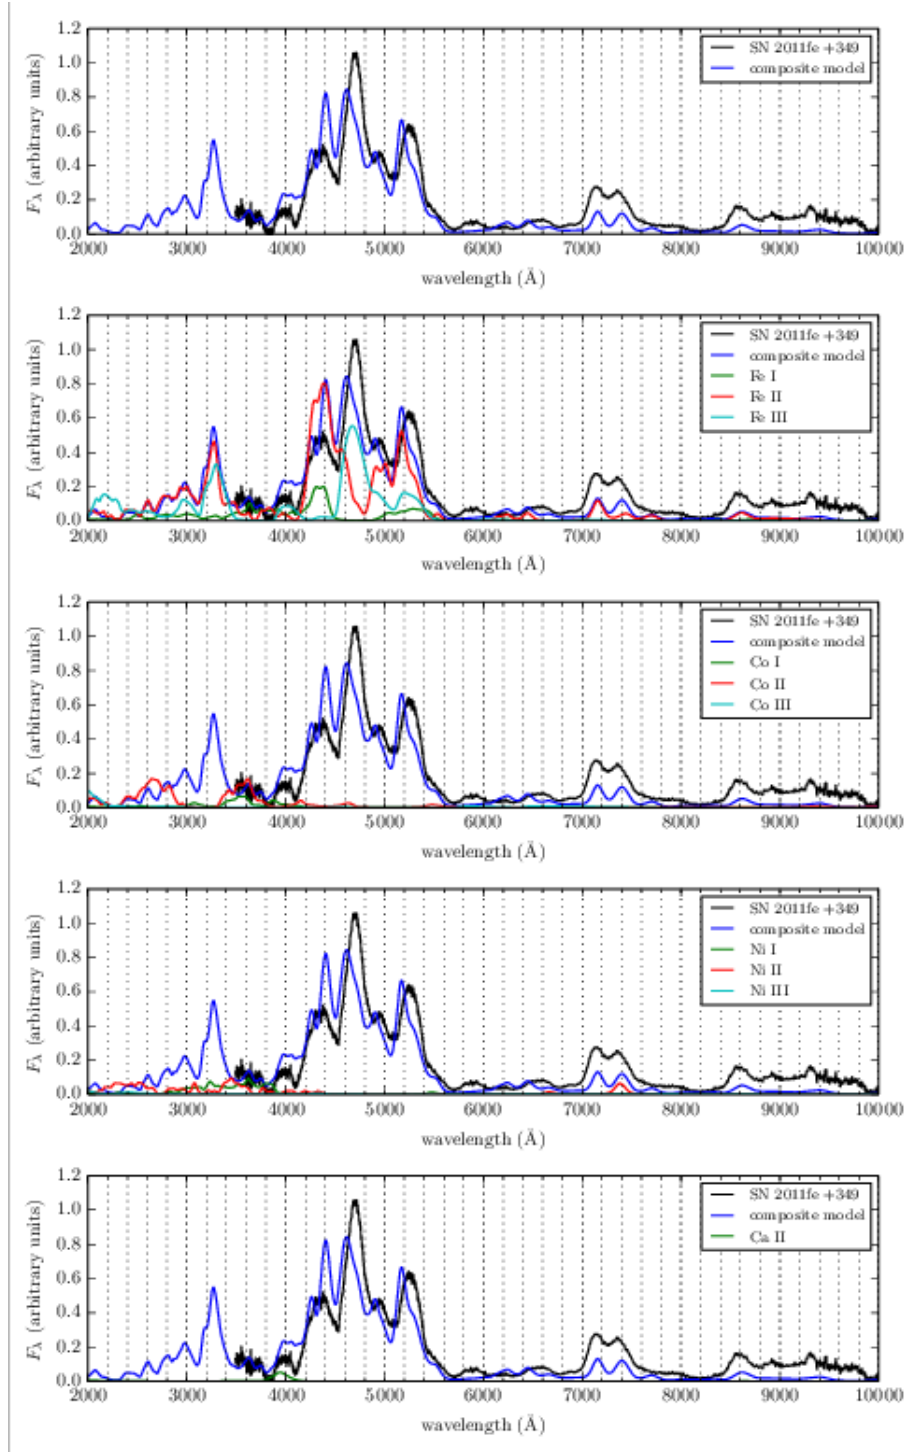 1.2
1.0
0.8
0.6
0.4
0.2
0.0
F_λ (arbitrary units)
SN 2011fe +349
composite model
2000 3000 4000 5000 6000 7000 8000 9000 10000
wavelength (Å)
1.2
1.0
0.8
0.6
0.4
0.2
0.0
F_λ (arbitrary units)
SN 2011fe +349
composite model
Fe I
Fe II
Fe III
2000 3000 4000 5000 6000 7000 8000 9000 10000
wavelength (Å)
1.2
1.0
0.8
0.6
0.4
0.2
0.0
F_λ (arbitrary units)
SN 2011fe +349
composite model
Co I
Co II
Co III
2000 3000 4000 5000 6000 7000 8000 9000 10000
wavelength (Å)
1.2
1.0
0.8
0.6
0.4
0.2
0.0
F_λ (arbitrary units)
SN 2011fe +349
composite model
Ni I
Ni II
Ni III
2000 3000 4000 5000 6000 7000 8000 9000 10000
wavelength (Å)
1.2
1.0
0.8
0.6
0.4
0.2
0.0
F_λ (arbitrary units)
SN 2011fe +349
composite model
Ca II
2000 3000 4000 5000 6000 7000 8000 9000 10000
wavelength (Å)